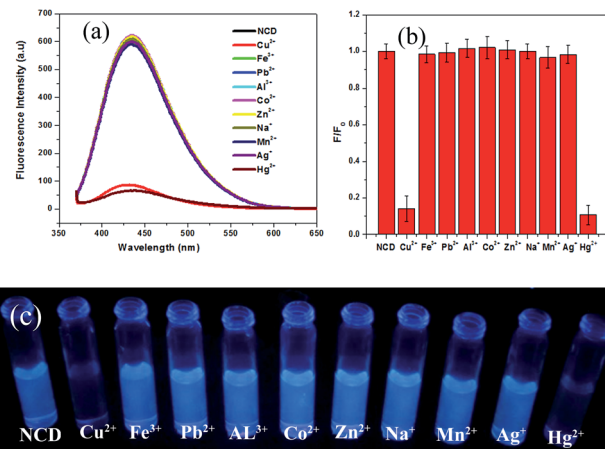 (a)
Fluorescence Intensity (a.u)
700
600
500
400
300
200
100
0
350
400
450
500
550
600
650
Wavelength (nm)
NCD
Cu²⁺
Fe³⁺
Pb²⁺
Al³⁺
Co²⁺
Zn²⁺
Na⁺
Mn²⁺
Ag⁺
Hg²⁺
(b)
F/F₀
1.2
1.0
0.8
0.6
0.4
0.2
0.0
NCD Cu²⁺ Fe³⁺ Pb²⁺ Al³⁺ Co²⁺ Zn²⁺ Na⁺ Mn²⁺ Ag⁺ Hg²⁺
(c)
NCD Cu²⁺ Fe³⁺ Pb²⁺ AL³⁺ Co²⁺ Zn²⁺ Na⁺ Mn²⁺ Ag⁺ Hg²⁺